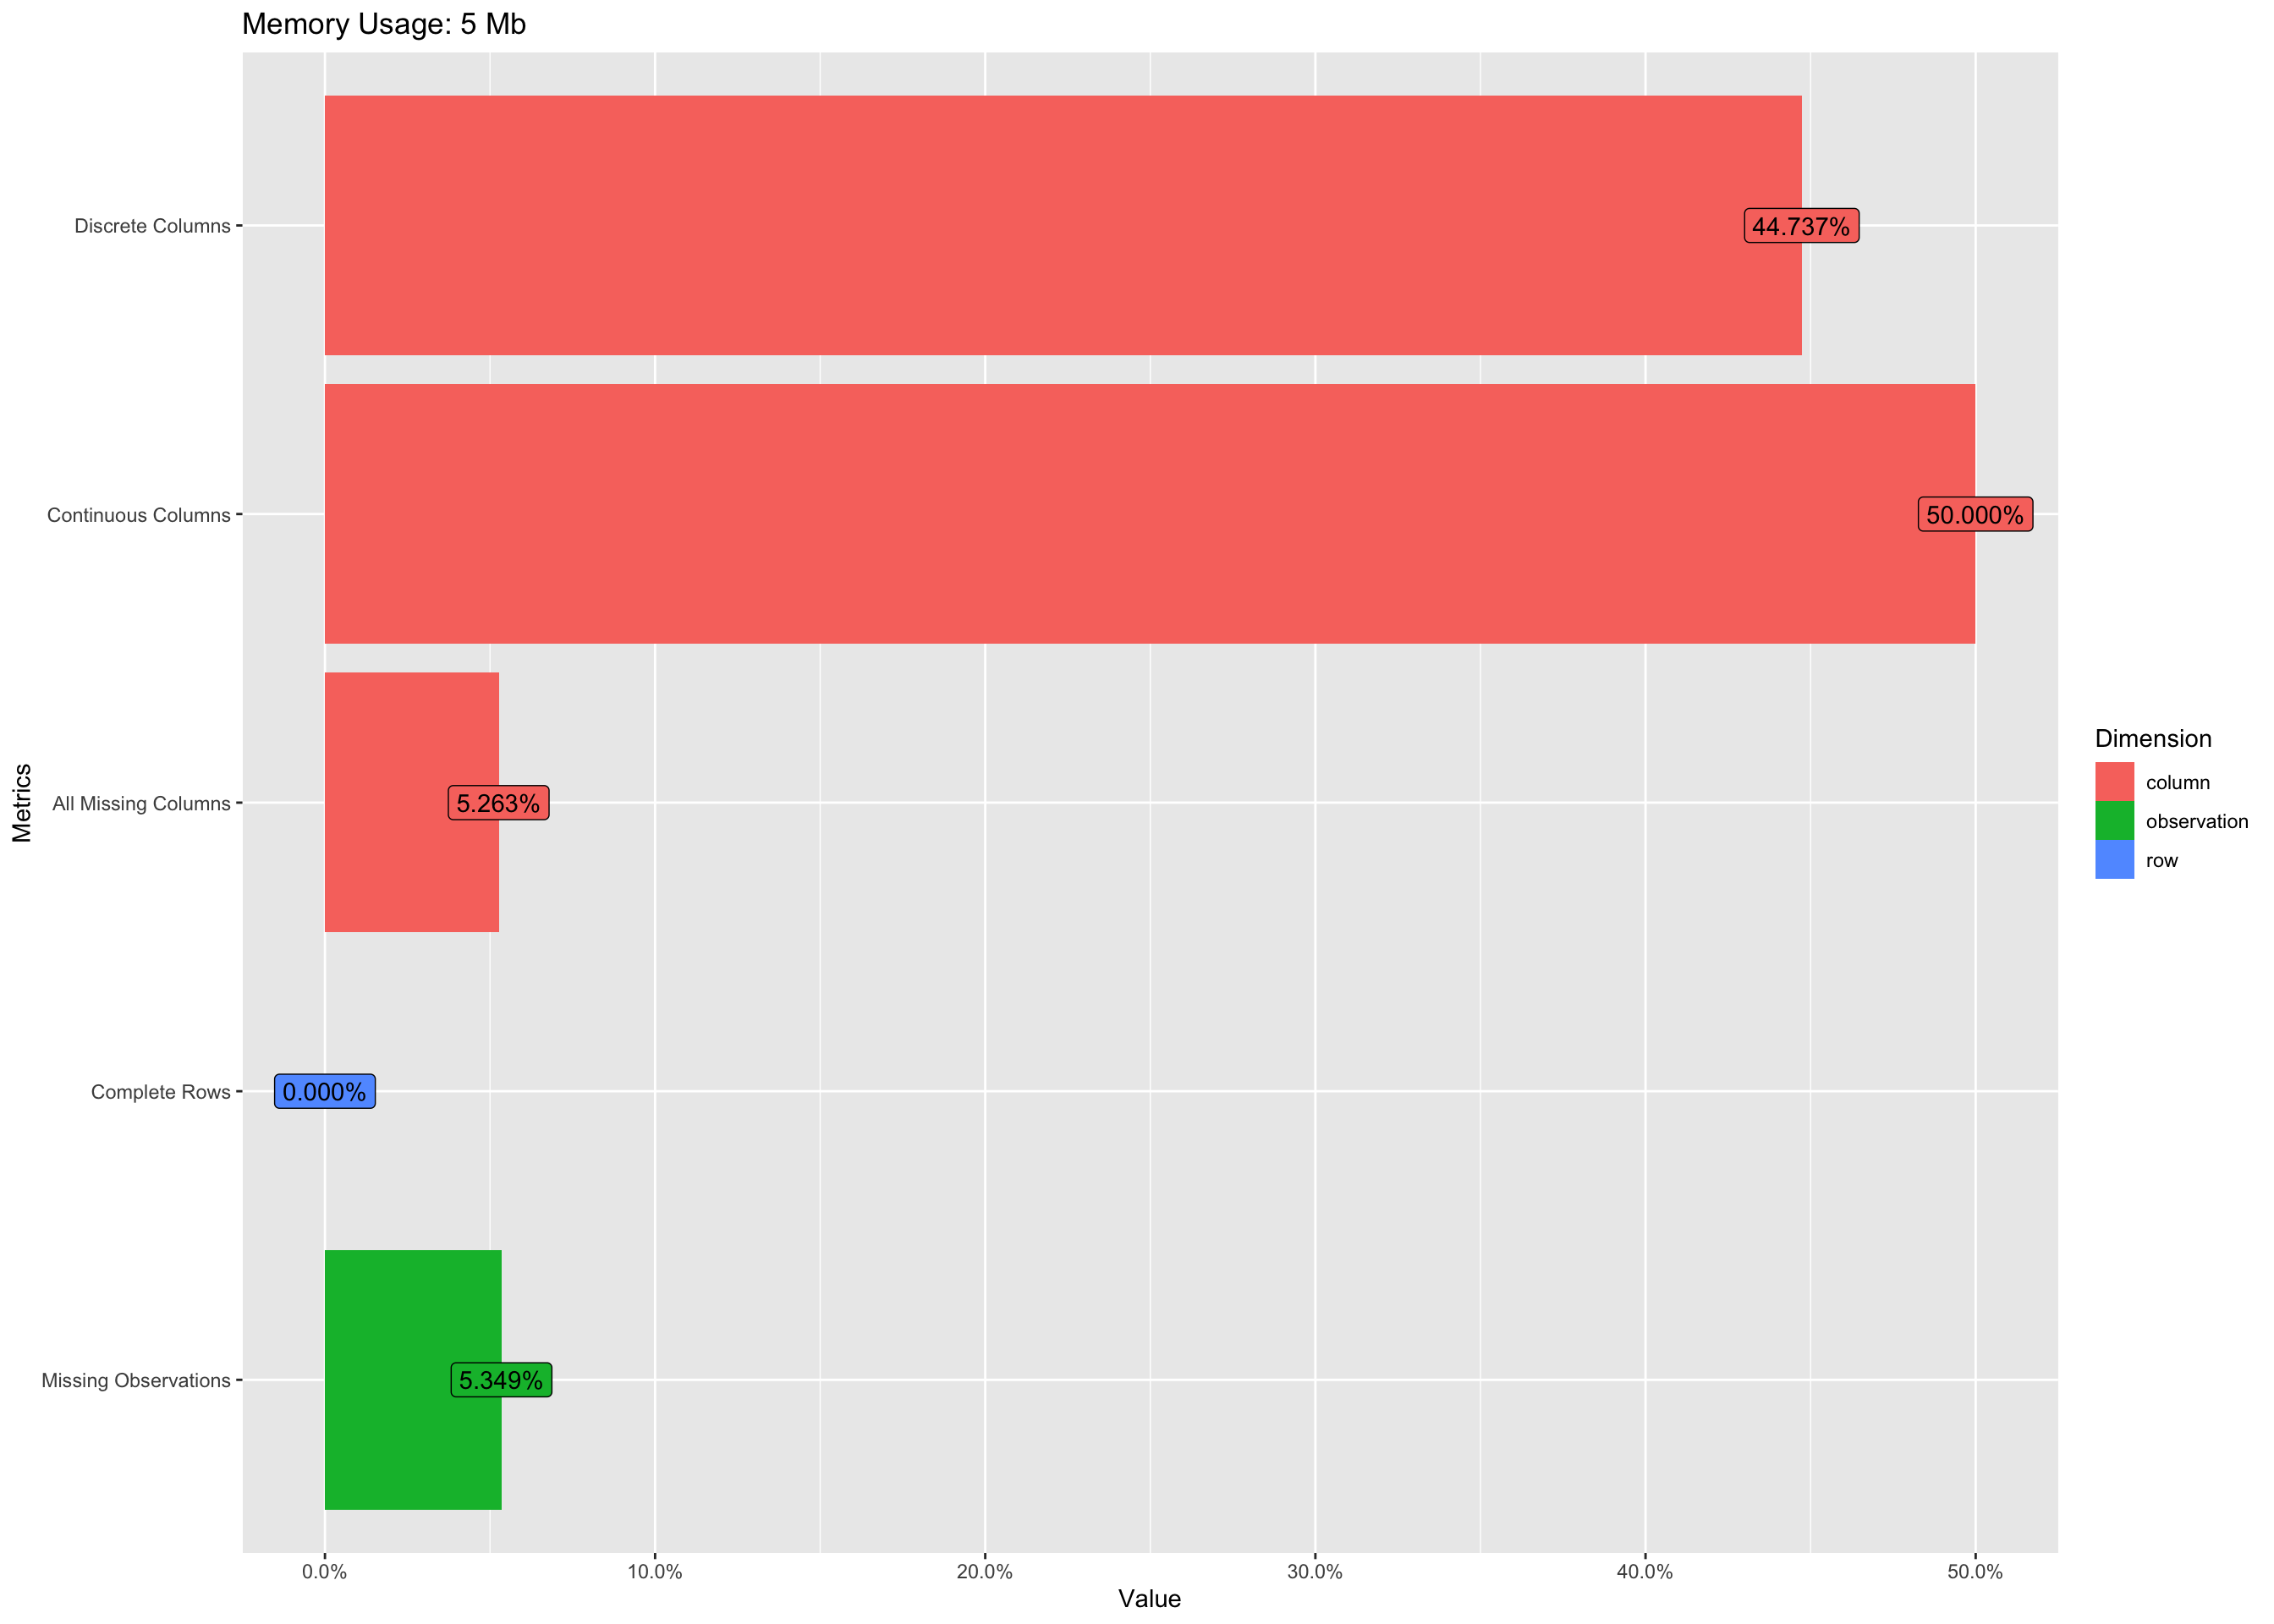 Memory Usage: 5 Mb
Discrete Columns
44.737%
Continuous Columns
50.000%
All Missing Columns
5.263%
Complete Rows
0.000%
Missing Observations
5.349%
Metrics
0.0%
10.0%
20.0%
30.0%
40.0%
50.0%
Value
Dimension
column
observation
row